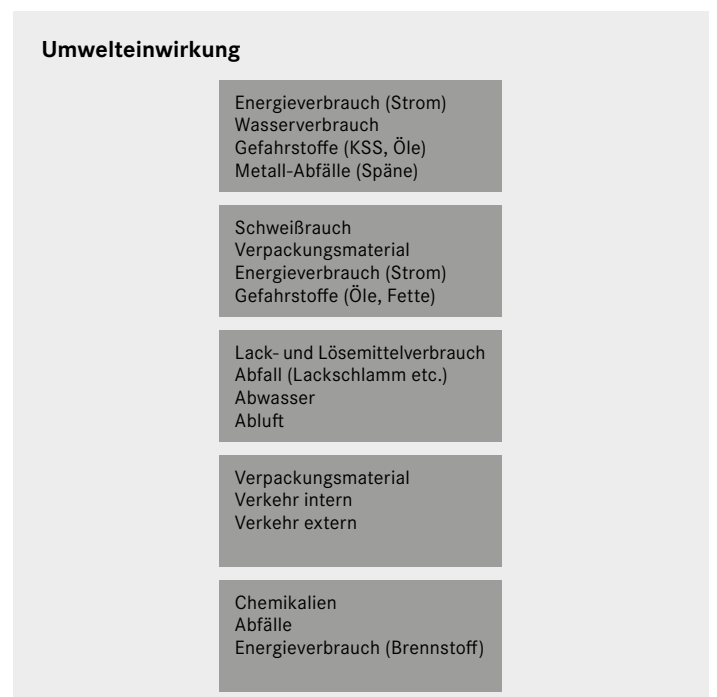 Umwelteinwirkung
Energieverbrauch (Strom)
Wasserverbrauch
Gefahrstoffe (KSS, Öle)
Metall-Abfälle (Späne)
Schweißrauch
Verpackungsmaterial
Energieverbrauch (Strom)
Gefahrstoffe (Öle, Fette)
Lack- und Lösemittelverbrauch
Abfall (Lackschlamm etc.)
Abwasser
Abluft
Verpackungsmaterial
Verkehr intern
Verkehr extern
Chemikalien
Abfälle
Energieverbrauch (Brennstoff)